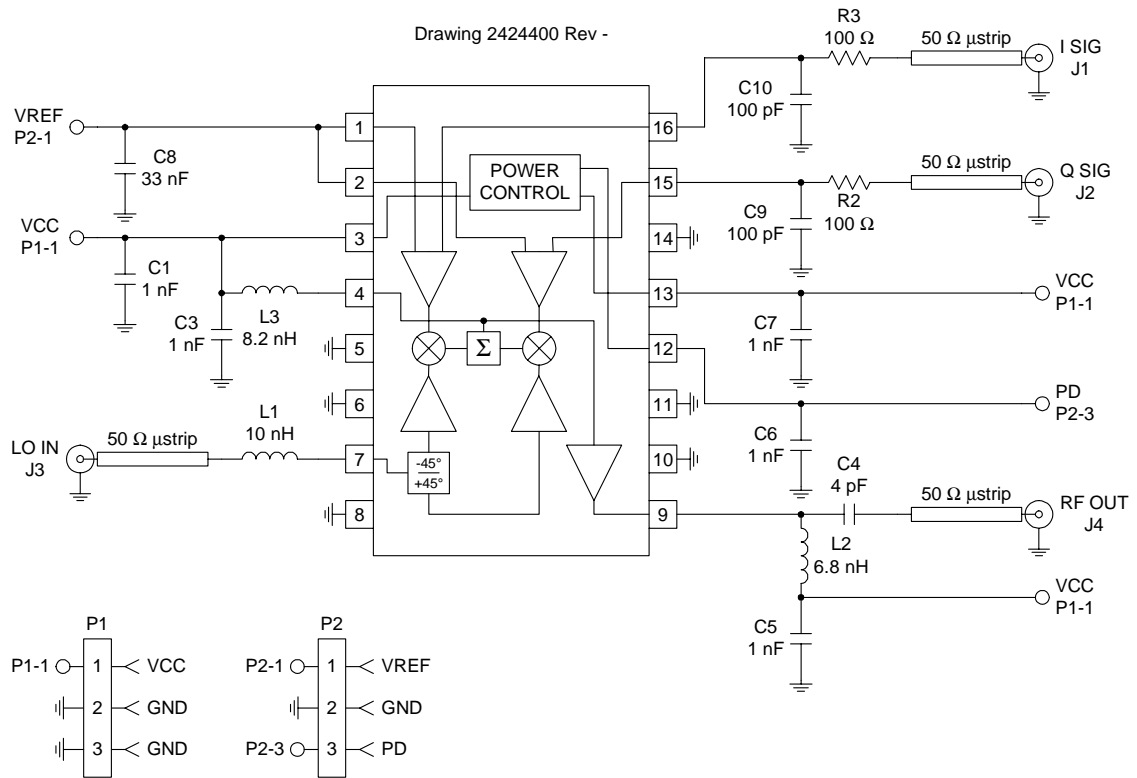 Drawing 2424400 Rev -
R3
100 Ω
50 Ω µstrip
I SIG
J1
C10
100 pF
VREF
P2-1
C8
33 nF
1
16
2
15
POWER
CONTROL
50 Ω µstrip
Q SIG
J2
R2
100 Ω
C9
100 pF
VCC
P1-1
C1
1 nF
3
14
C3
1 nF
L3
8.2 nH
4
13
VCC
P1-1
C7
1 nF
5
Σ
12
6
11
PD
P2-3
C6
1 nF
LO IN
J3
50 Ω µstrip
L1
10 nH
7
-45°
+45°
10
C4
4 pF
8
9
50 Ω µstrip
RF OUT
J4
L2
6.8 nH
VCC
P1-1
C5
1 nF
P1
P1-1
1
VCC
2
GND
3
GND
P2
P2-1
1
VREF
2
GND
P2-3
3
PD